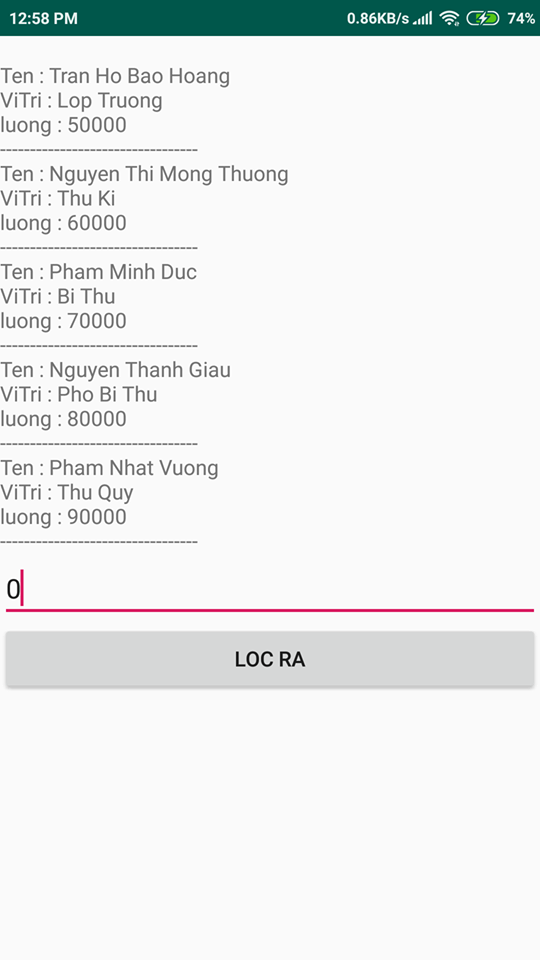 12:58 PM 0.86KB/s 74%
Ten : Tran Ho Bao Hoang
ViTri : Lop Truong
luong : 50000
---------------------------------
Ten : Nguyen Thi Mong Thuong
ViTri : Thu Ki
luong : 60000
---------------------------------
Ten : Pham Minh Duc
ViTri : Bi Thu
luong : 70000
---------------------------------
Ten : Nguyen Thanh Giau
ViTri : Pho Bi Thu
luong : 80000
---------------------------------
Ten : Pham Nhat Vuong
ViTri : Thu Quy
luong : 90000
---------------------------------
0
LOC RA